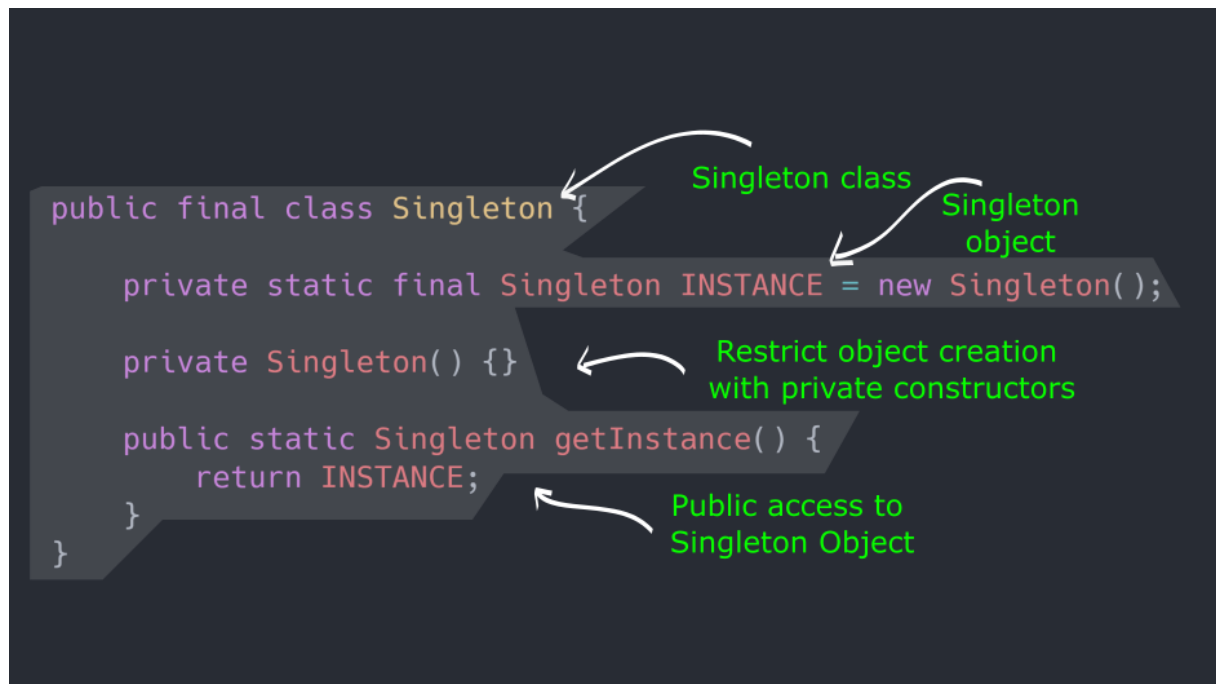 Singleton class
public final class Singleton {
Singleton
object
private static final Singleton INSTANCE = new Singleton();
private Singleton() {}
Restrict object creation
with private constructors
public static Singleton getInstance() {
return INSTANCE;
}
Public access to
Singleton Object
}